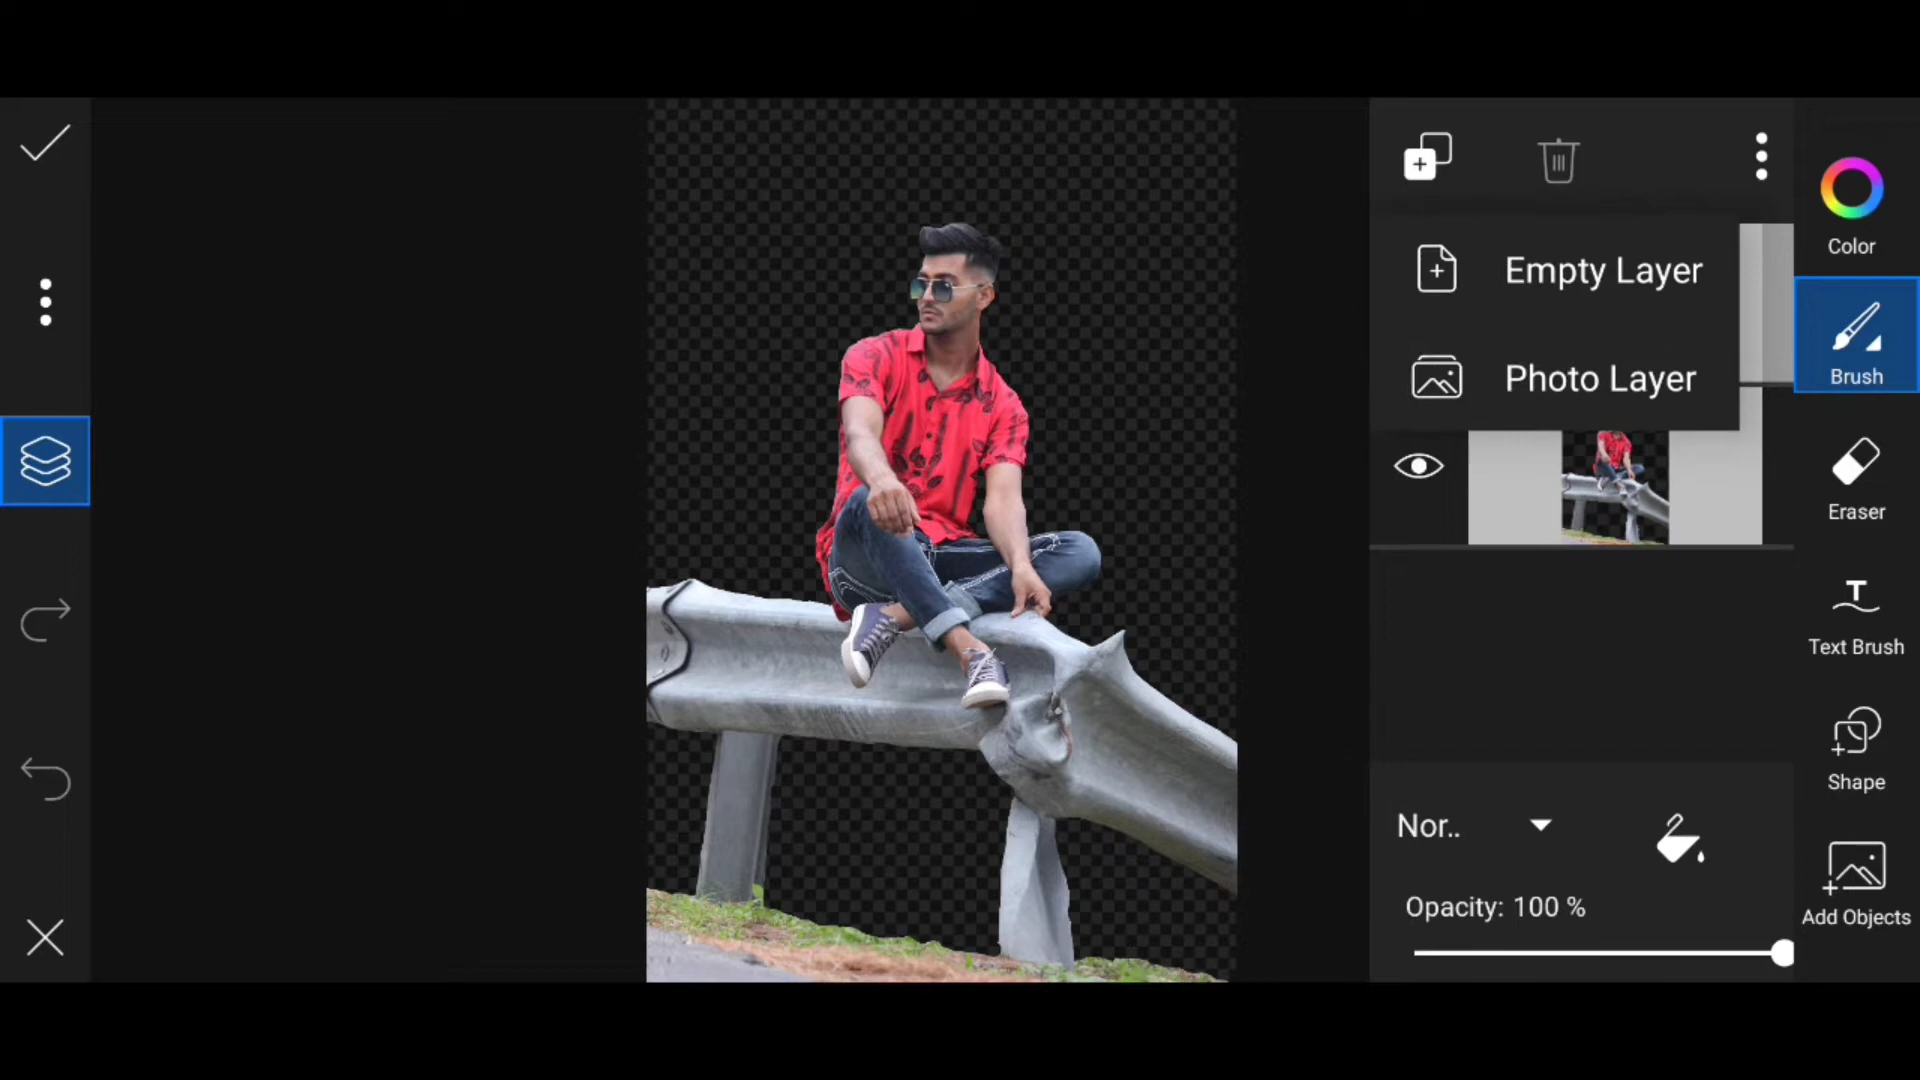 Color
Empty Layer
Photo Layer
Brush
Eraser
Text Brush
Shape
Nor..
Opacity: 100 %
Add Objects